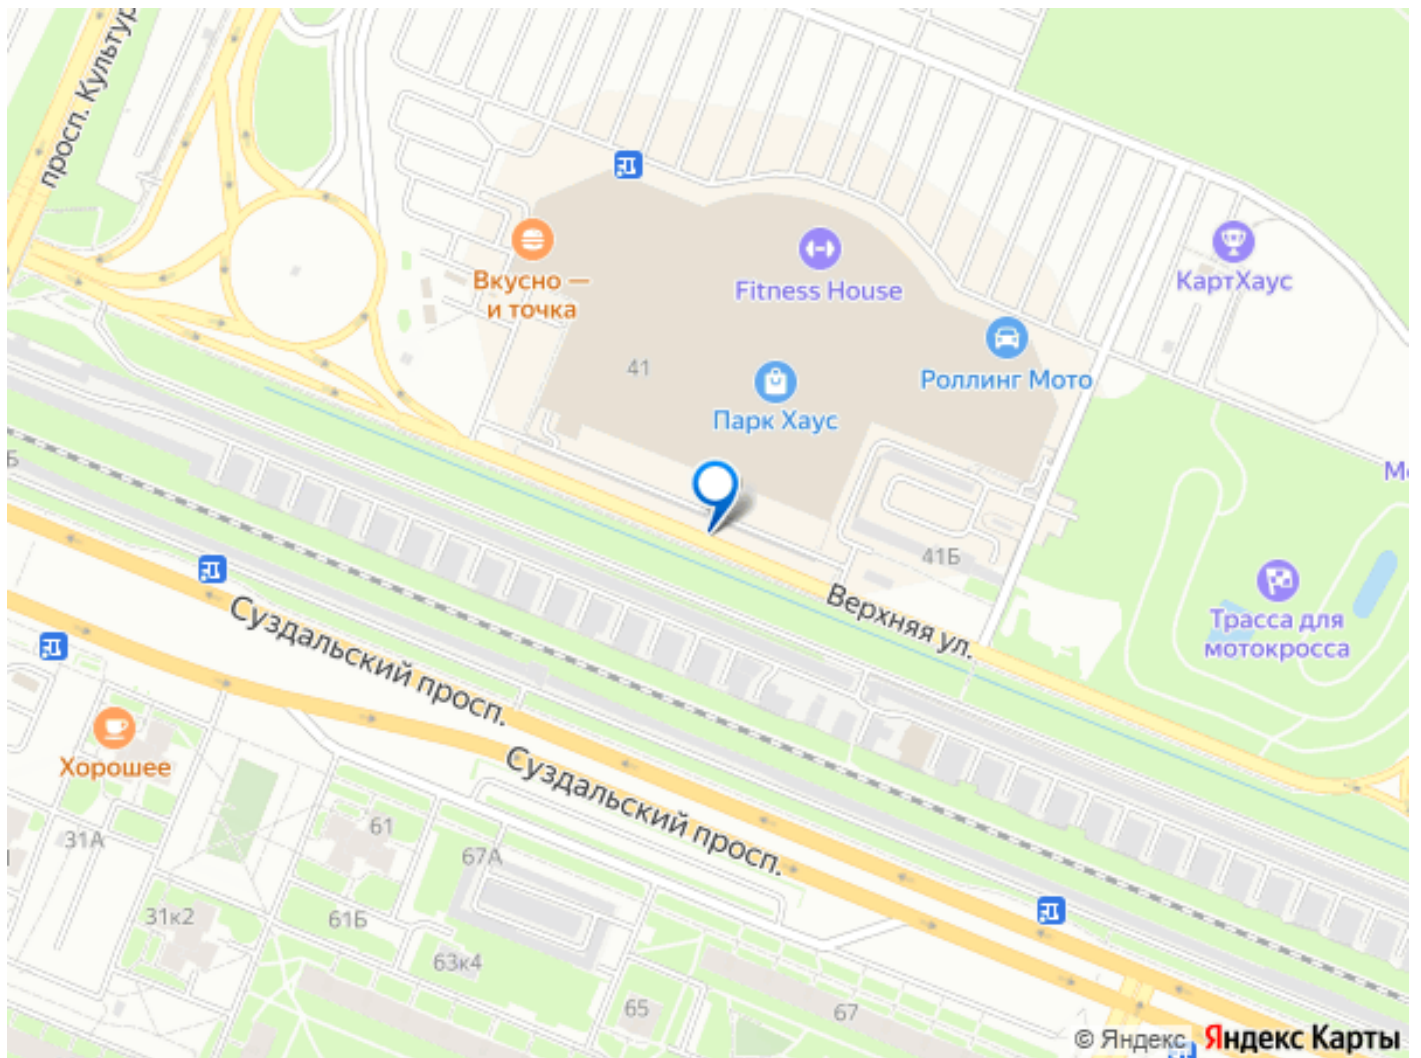 просп. Культур
Вкусно —
и точка
Fitness House
КартХаус
Роллинг Мото
41
Парк Хаус
М
Б
41Б
Верхняя ул.
Трасса для
мотокросса
Суздальский просп.
Хорошее
Суздальский просп.
31А
61
67А
31к2
61Б
63к4
65
67
© Яндекс Яндекс Карты